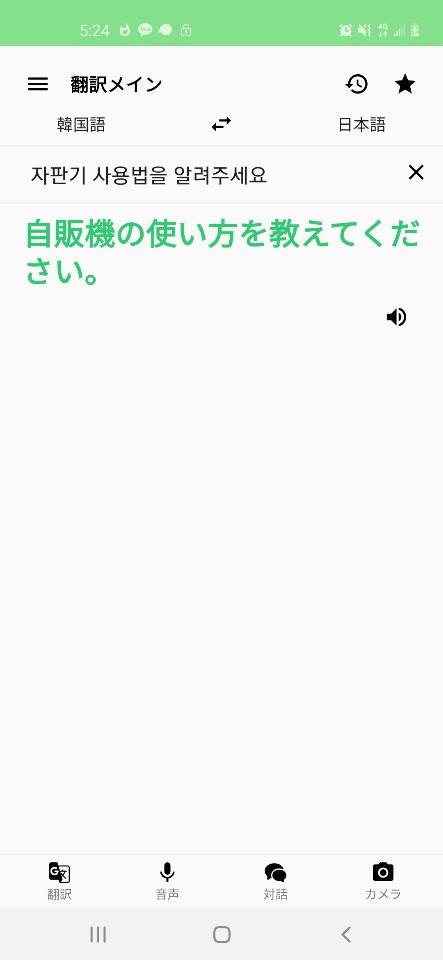 5:24
翻訳メイン
韓国語 日本語
자판기 사용법을 알려주세요
自販機の使い方を教えてくだ
さい。
翻訳 音声 対話 カメラ